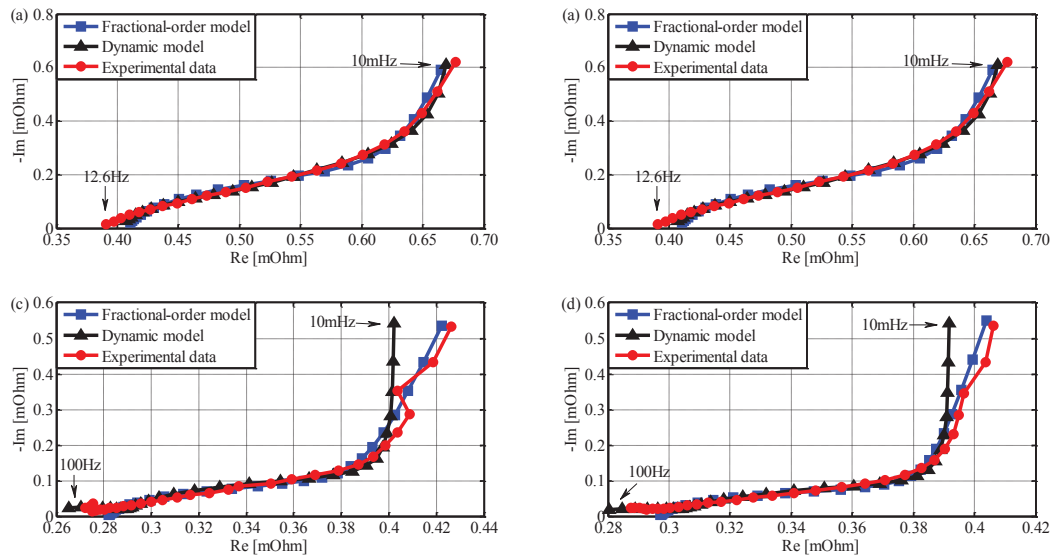 (a)
Fractional-order model
Dynamic model
Experimental data
10mHz
12.6Hz
0.8
0.6
0.4
0.2
0
-Im [mOhm]
0.35 0.40 0.45 0.50 0.55 0.60 0.65 0.70
Re [mOhm]
(a)
Fractional-order model
Dynamic model
Experimental data
10mHz
12.6Hz
0.8
0.6
0.4
0.2
0
-Im [mOhm]
0.35 0.40 0.45 0.50 0.55 0.60 0.65 0.70
Re [mOhm]
(c)
Fractional-order model
Dynamic model
Experimental data
10mHz
100Hz
0.6
0.5
0.4
0.3
0.2
0.1
0
-Im [mOhm]
0.26 0.28 0.3 0.32 0.34 0.36 0.38 0.4 0.42 0.44
Re [mOhm]
(d)
Fractional-order model
Dynamic model
Experimental data
10mHz
100Hz
0.6
0.5
0.4
0.3
0.2
0.1
0
-Im [mOhm]
0.28 0.3 0.32 0.34 0.36 0.38 0.4 0.42
Re [mOhm]